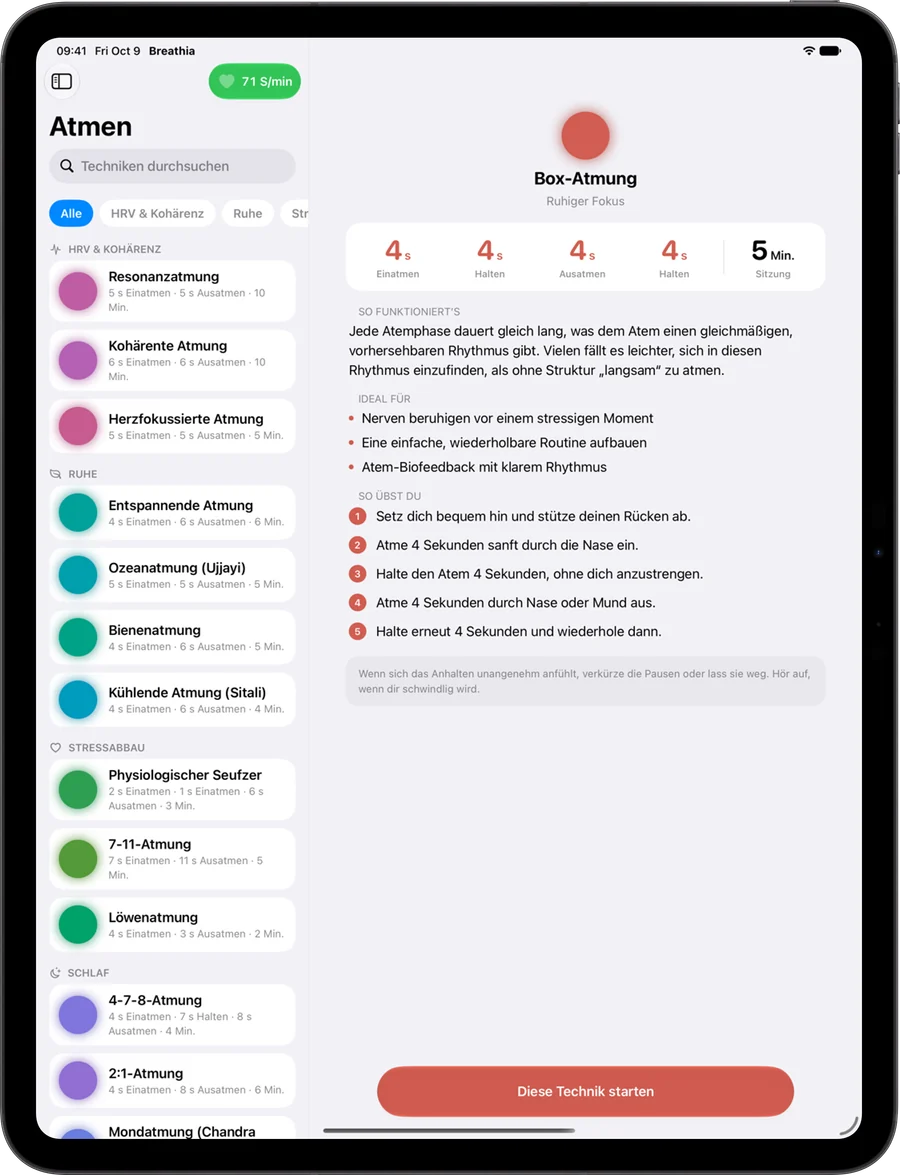 09:41 Fri Oct 9 Breathia
71 S/min
Atmen
Techniken durchsuchen
Alle
HRV & Kohärenz
Ruhe
Str
HRV & KOHÄRENZ
Resonanzatmung
5 s Einatmen · 5 s Ausatmen · 10
Min.
Kohärente Atmung
6 s Einatmen · 6 s Ausatmen · 10
Min.
Herzfokussierte Atmung
5 s Einatmen · 5 s Ausatmen · 5 Min.
RUHE
Entspannende Atmung
4 s Einatmen · 6 s Ausatmen · 6 Min.
Ozeanatmung (Ujjayi)
5 s Einatmen · 5 s Ausatmen · 5 Min.
Bienenatmung
4 s Einatmen · 6 s Ausatmen · 5 Min.
Kühlende Atmung (Sitali)
4 s Einatmen · 6 s Ausatmen · 4 Min.
STRESSABBAU
Physiologischer Seufzer
2 s Einatmen · 1 s Einatmen · 6 s
Ausatmen · 3 Min.
7-11-Atmung
7 s Einatmen · 11 s Ausatmen · 5
Min.
Löwenatmung
4 s Einatmen · 3 s Ausatmen · 2 Min.
SCHLAF
4-7-8-Atmung
4 s Einatmen · 7 s Halten · 8 s
Ausatmen · 4 Min.
2:1-Atmung
4 s Einatmen · 8 s Ausatmen · 6 Min.
Mondatmung (Chandra
Box-Atmung
Ruhiger Fokus
4 s
Einatmen
4 s
Halten
4 s
Ausatmen
4 s
Halten
5 Min.
Sitzung
SO FUNKTIONIERT'S
Jede Atemphase dauert gleich lang, was dem Atem einen gleichmäßigen,
vorhersehbaren Rhythmus gibt. Vielen fällt es leichter, sich in diesen
Rhythmus einzufinden, als ohne Struktur „langsam“ zu atmen.
IDEAL FÜR
• Nerven beruhigen vor einem stressigen Moment
• Eine einfache, wiederholbare Routine aufbauen
• Atem-Biofeedback mit klarem Rhythmus
SO ÜBST DU
1 Setz dich bequem hin und stütze deinen Rücken ab.
2 Atme 4 Sekunden sanft durch die Nase ein.
3 Halte den Atem 4 Sekunden, ohne dich anzustrengen.
4 Atme 4 Sekunden durch Nase oder Mund aus.
5 Halte erneut 4 Sekunden und wiederhole dann.
Wenn sich das Anhalten unangenehm anfühlt, verkürze die Pausen oder lass sie weg. Hör auf,
wenn dir schwindlig wird.
Diese Technik starten